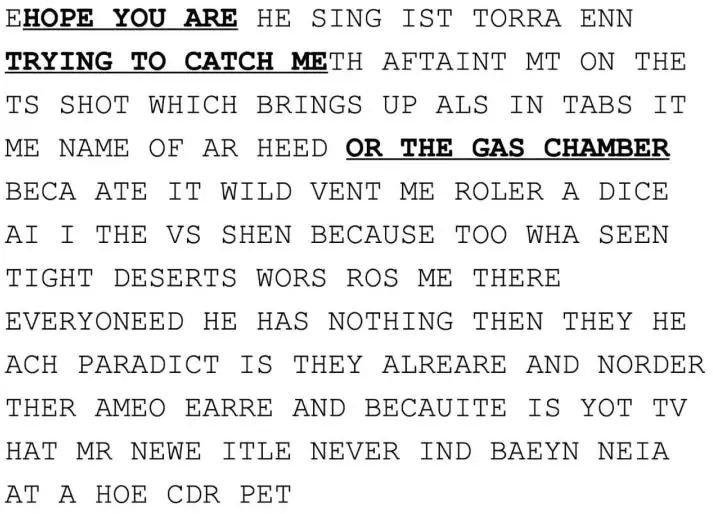 EHOPE YOU ARE HE SING IST TORRA ENN
TRYING TO CATCH METH AFTAINT MT ON THE
TS SHOT WHICH BRINGS UP ALS IN TABS IT
ME NAME OF AR HEED OR THE GAS CHAMBER
BECA ATE IT WILD VENT ME ROLER A DICE
AI I THE VS SHEN BECAUSE TOO WHA SEEN
TIGHT DESERTS WORS ROS ME THERE
EVERYONEED HE HAS NOTHING THEN THEY HE
ACH PARADICT IS THEY ALREARE AND NORDER
THER AMEO EARRE AND BECAUITE IS YOT TV
HAT MR NEWE ITLE NEVER IND BAEYN NEIA
AT A HOE CDR PET